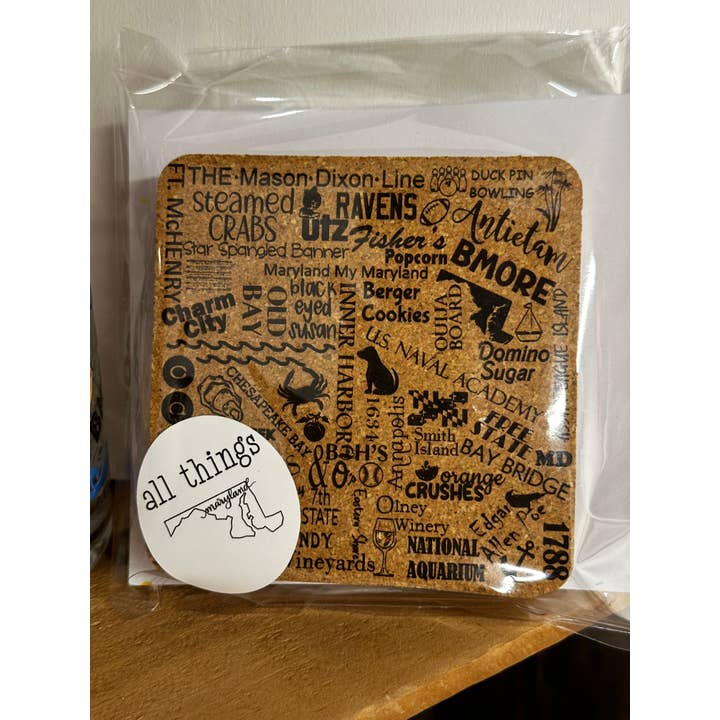 FT. McHENRY
THE·Mason·Dixon·Line
DUCK PIN
BOWLING
steamed
CRABS
Utz
RAVENS
Antietam
Star Spangled Banner
Fisher's
Popcorn
BMORE
Maryland My Maryland
Charm
City
OLD
BAY
black
eyed
susan
INNER HARBOR
Berger
Cookies
OUIJA
BOARD
Domino
Sugar
ISLAND
U.S. NAVAL ACADEMY
CHESAPEAKE BAY
1634
Annapolis
Smith
Island
FREE
STATE
MD
BAY BRIDGE
B&H'S
&O's
orange
CRUSHES
7th
STATE
Olney
Winery
Vineyards
NATIONAL
AQUARIUM
Edgar
Allen
Poe
1788
all things
maryland